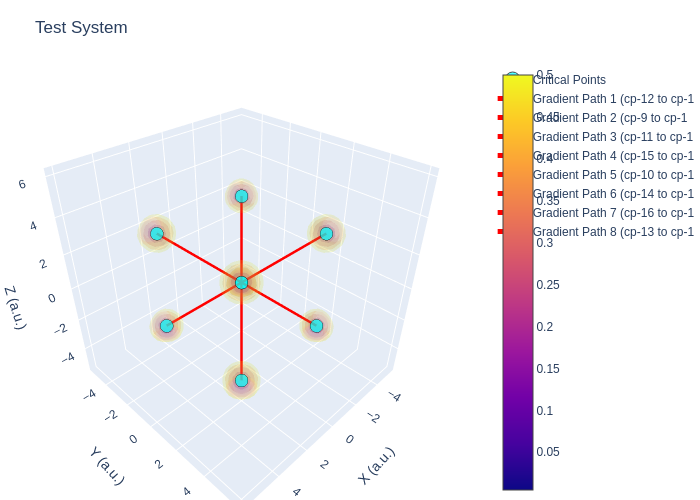 Test System
Critical Points
Gradient Path 1 (cp-12 to cp-1
Gradient Path 2 (cp-9 to cp-1
Gradient Path 3 (cp-11 to cp-1
Gradient Path 4 (cp-15 to cp-1
Gradient Path 5 (cp-10 to cp-1
Gradient Path 6 (cp-14 to cp-1
Gradient Path 7 (cp-16 to cp-1
Gradient Path 8 (cp-13 to cp-1
0.5
0.45
0.4
0.35
0.3
0.25
0.2
0.15
0.1
0.05
6
4
2
0
−2
−4
Z (a.u.)
−4
−2
0
2
4
Y (a.u.)
−4
−2
0
2
4
X (a.u.)